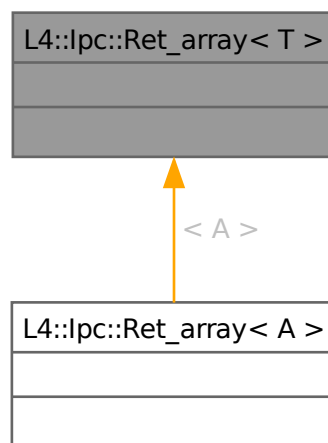 L4::Ipc::Ret_array< T >
< A >
L4::Ipc::Ret_array< A >